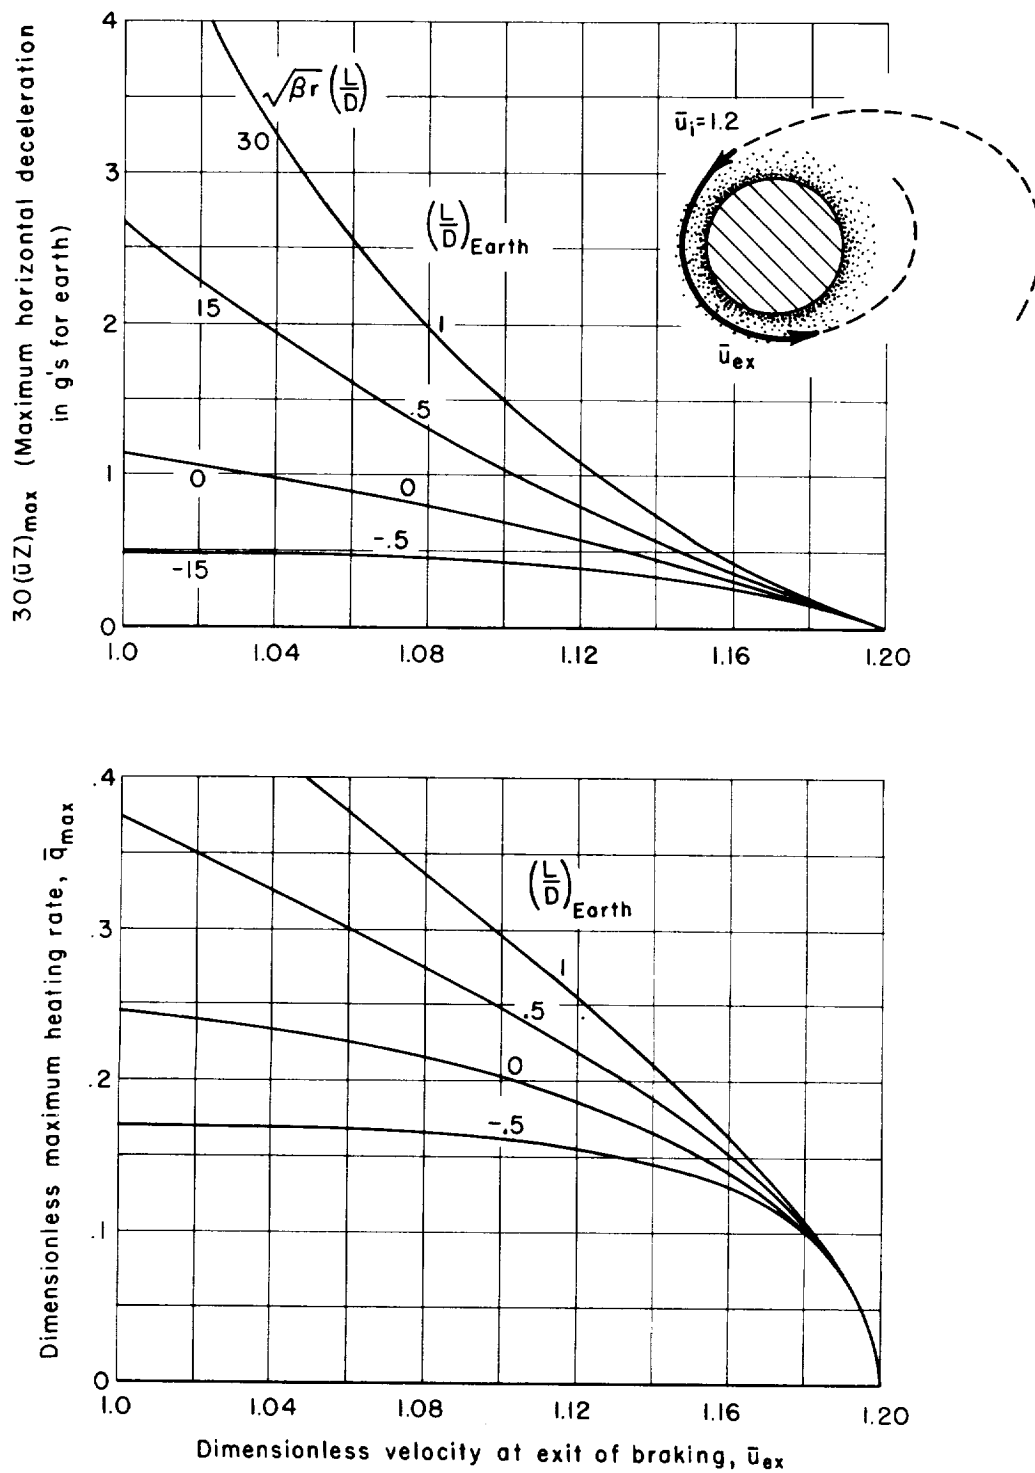 4
3
2
1
0
30(ūZ)max (Maximum horizontal deceleration
in g's for earth)
√βr (L/D)
30
15
0
-15
(L/D)Earth
1
.5
0
-.5
ūi=1.2
ūex
1.0 1.04 1.08 1.12 1.16 1.20
.4
.3
.2
.1
0
Dimensionless maximum heating rate, q̄max
(L/D)Earth
1
.5
0
-.5
1.0 1.04 1.08 1.12 1.16 1.20
Dimensionless velocity at exit of braking, ūex